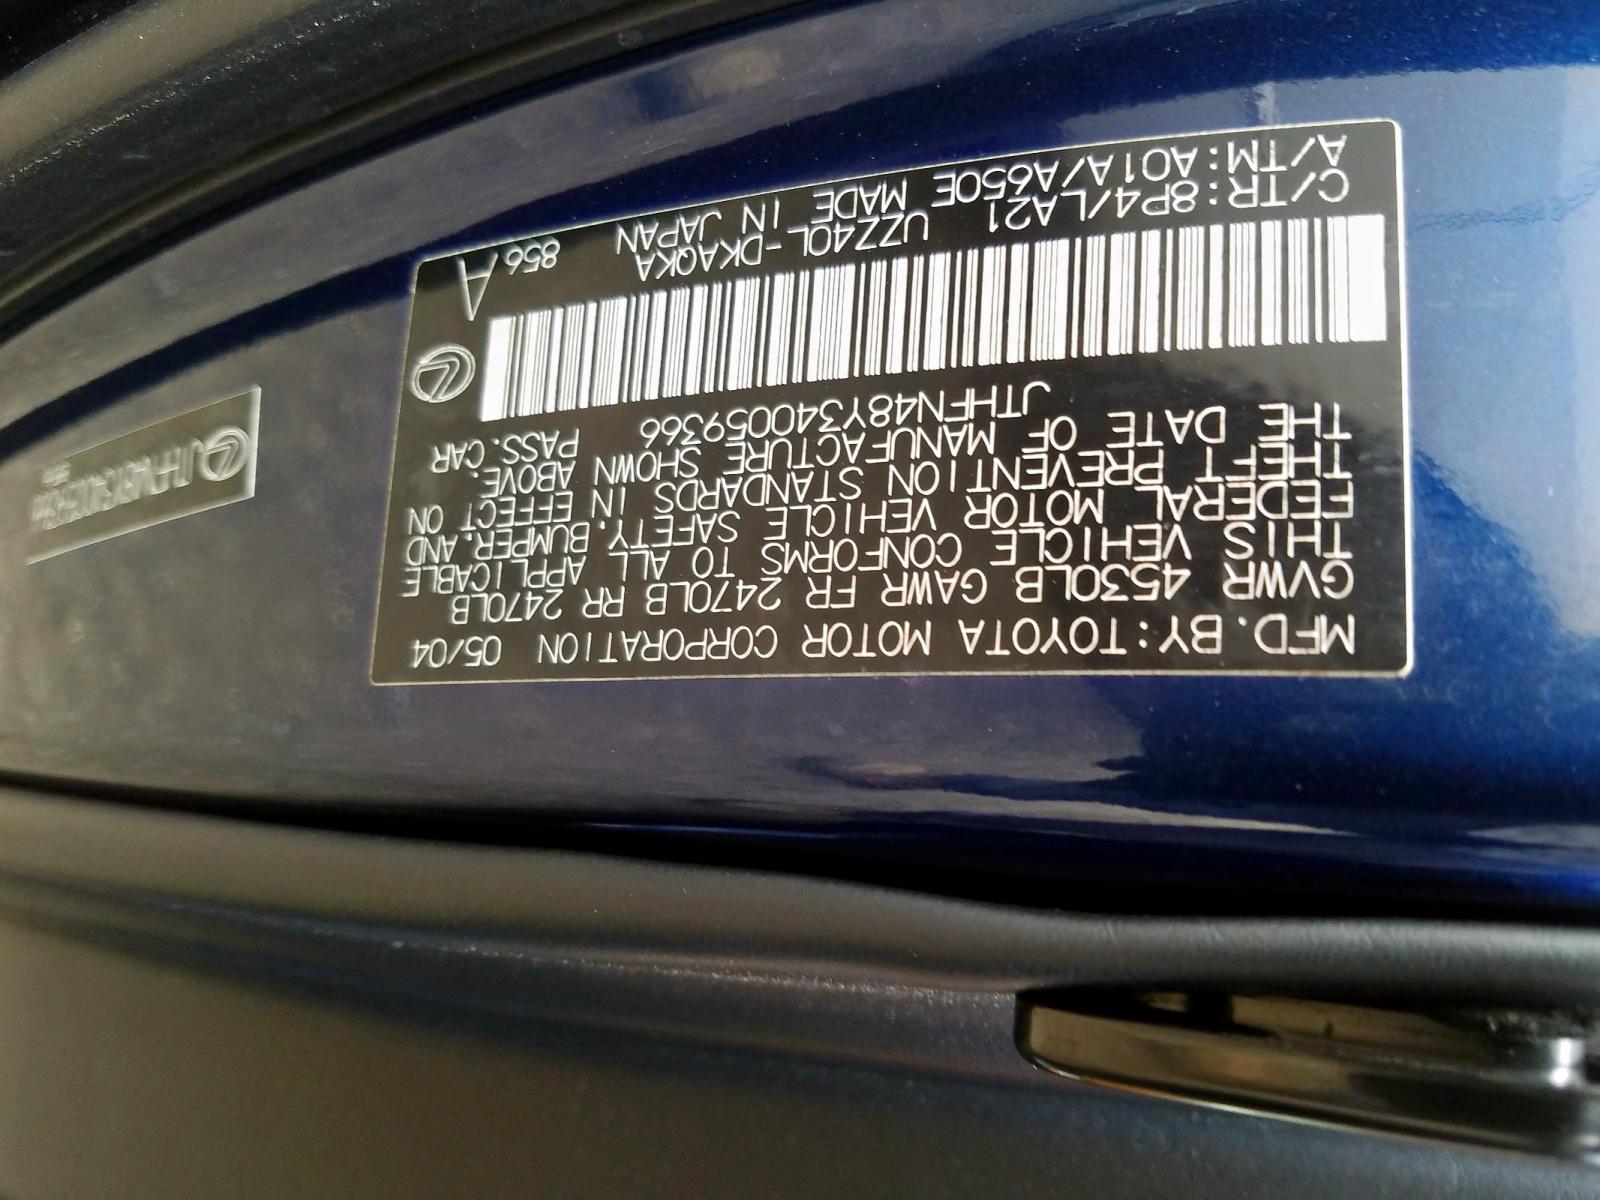 MFD. BY: TOYOTA MOTOR CORPORATION 05/04
GVWR 4530LB GAWR FR 2470LB RR 2470LB
THIS VEHICLE CONFORMS TO ALL APPLICABLE
FEDERAL MOTOR VEHICLE SAFETY, BUMPER, AND
THEFT PREVENTION STANDARDS IN EFFECT ON
THE DATE OF MANUFACTURE SHOWN ABOVE.
JTHFN48Y340059366 PASS. CAR
C/TR: 8P4/LA21 UZZ40L-DKAQKA A
A/TM: A01A/A650E MADE IN JAPAN 856